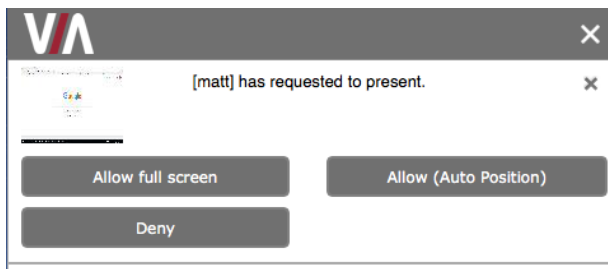 VIA
[matt] has requested to present.
Google
Allow full screen
Allow (Auto Position)
Deny